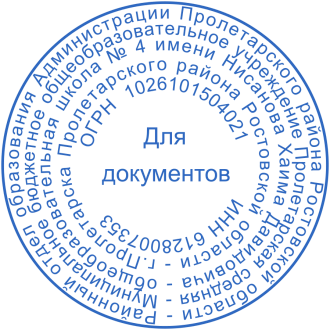 Районный отдел образования Администрации Пролетарского района Ростовской области -
Муниципальное бюджетное общеобразовательное учреждение Пролетарская средняя -
общеобразовательная школа № 4 имени Нисанова Хаима Давидовича -
г.Пролетарска Пролетарского района Ростовской области -
ОГРН 1026101504021
ИНН 6128007353
Для
документов